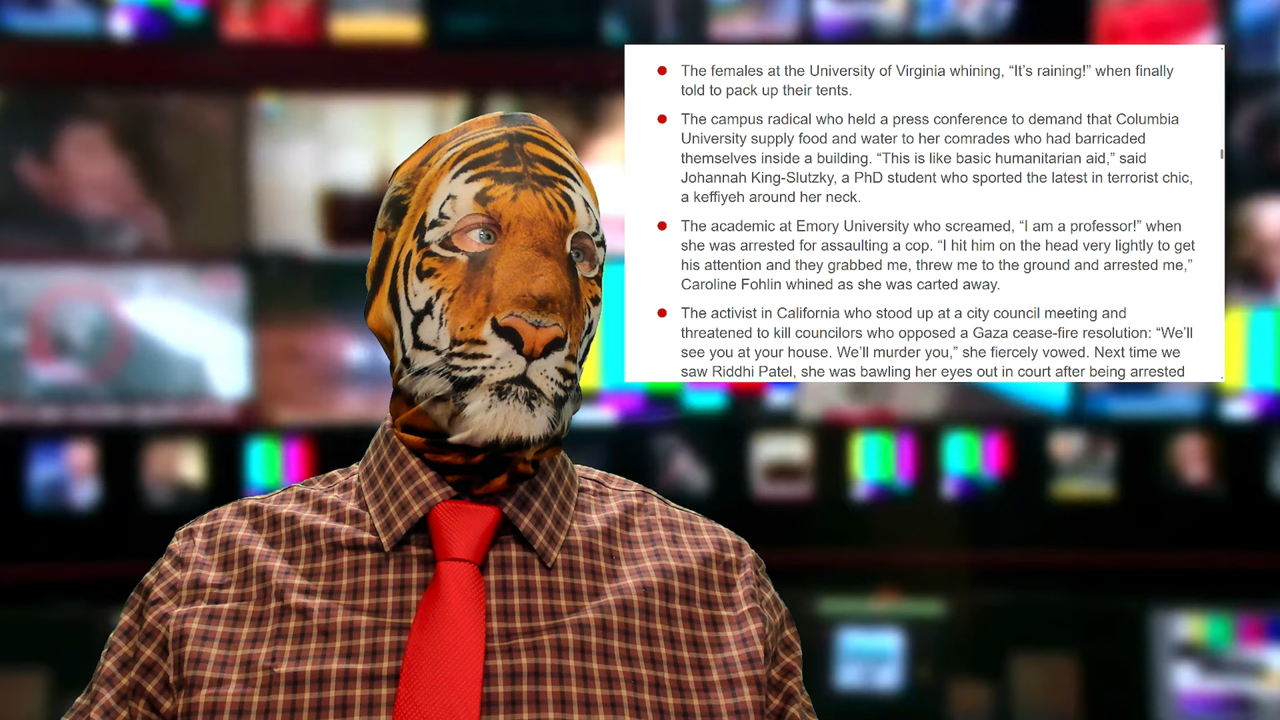 The females at the University of Virginia whining, “It’s raining!” when finally
told to pack up their tents.
The campus radical who held a press conference to demand that Columbia
University supply food and water to her comrades who had barricaded
themselves inside a building. “This is like basic humanitarian aid,” said
Johannah King-Slutzky, a PhD student who sported the latest in terrorist chic,
a keffiyeh around her neck.
The academic at Emory University who screamed, “I am a professor!” when
she was arrested for assaulting a cop. “I hit him on the head very lightly to get
his attention and they grabbed me, threw me to the ground and arrested me,”
Caroline Fohlin whined as she was carted away.
The activist in California who stood up at a city council meeting and
threatened to kill councilors who opposed a Gaza cease-fire resolution: “We’ll
see you at your house. We’ll murder you,” she fiercely vowed. Next time we
saw Riddhi Patel, she was bawling her eyes out in court after being arrested